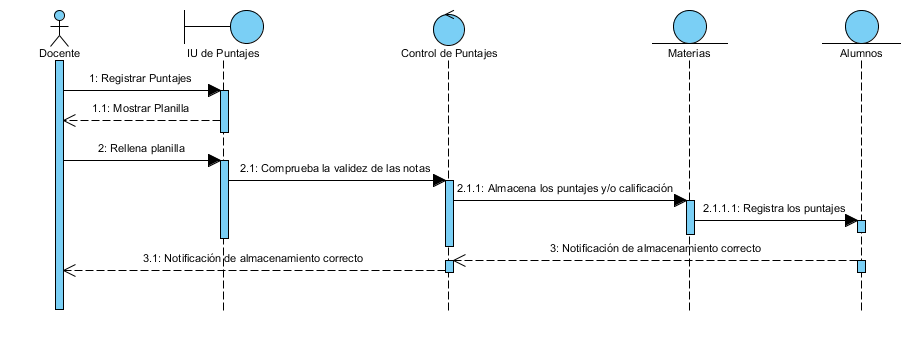 Docente
IU de Puntajes
Control de Puntajes
Materias
Alumnos
1: Registrar Puntajes
1.1: Mostrar Planilla
2: Rellena planilla
2.1: Comprueba la validez de las notas
2.1.1: Almacena los puntajes y/o calificación
2.1.1.1: Registra los puntajes
3: Notificación de almacenamiento correcto
3.1: Notificación de almacenamiento correcto